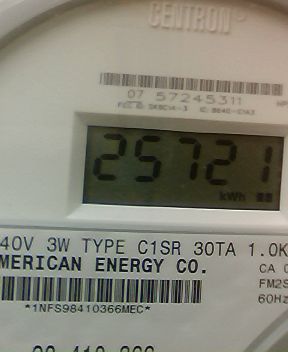 CENTRON
07 57245311
25721
kWh
40V 3W TYPE C1SR 30TA 1.0K
MERICAN ENERGY CO.
CA 0
FM2S
60Hz
*1NFS98410366MEC*